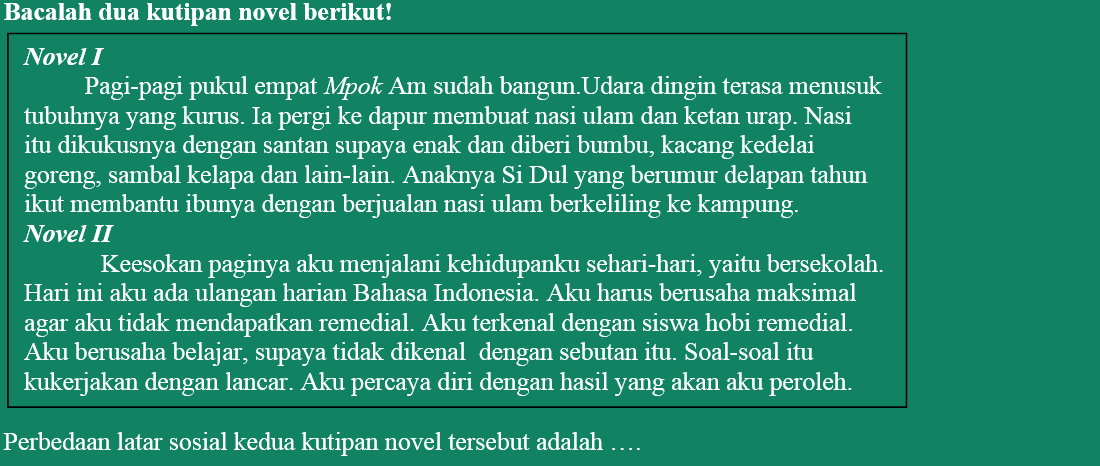 Bacalah dua kutipan novel berikut!
Novel I
Pagi-pagi pukul empat Mpok Am sudah bangun.Udara dingin terasa menusuk
tubuhnya yang kurus. Ia pergi ke dapur membuat nasi ulam dan ketan urap. Nasi
itu dikukusnya dengan santan supaya enak dan diberi bumbu, kacang kedelai
goreng, sambal kelapa dan lain-lain. Anaknya Si Dul yang berumur delapan tahun
ikut membantu ibunya dengan berjualan nasi ulam berkeliling ke kampung.
Novel II
Keesokan paginya aku menjalani kehidupanku sehari-hari, yaitu bersekolah.
Hari ini aku ada ulangan harian Bahasa Indonesia. Aku harus berusaha maksimal
agar aku tidak mendapatkan remedial. Aku terkenal dengan siswa hobi remedial.
Aku berusaha belajar, supaya tidak dikenal dengan sebutan itu. Soal-soal itu
kukerjakan dengan lancar. Aku percaya diri dengan hasil yang akan aku peroleh.
Perbedaan latar sosial kedua kutipan novel tersebut adalah ….